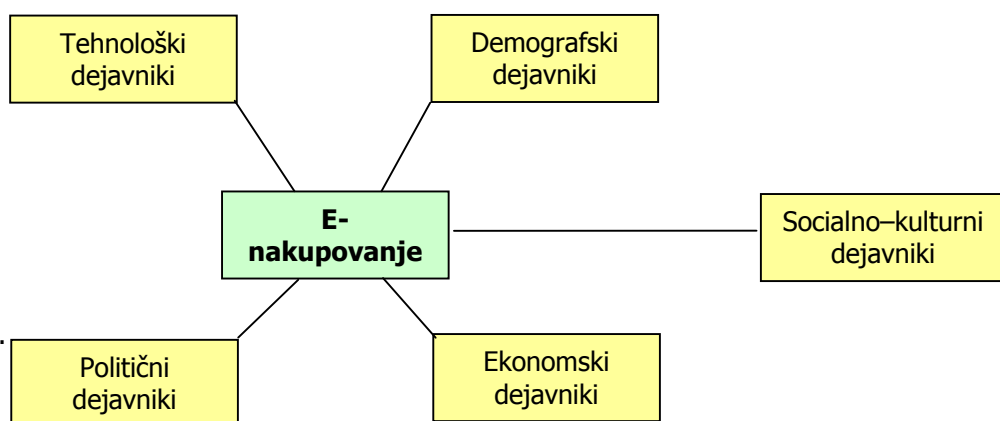 Tehnološki
dejavniki
Demografski
dejavniki
E-
nakupovanje
Socialno–kulturni
dejavniki
.
Politični
dejavniki
Ekonomski
dejavniki